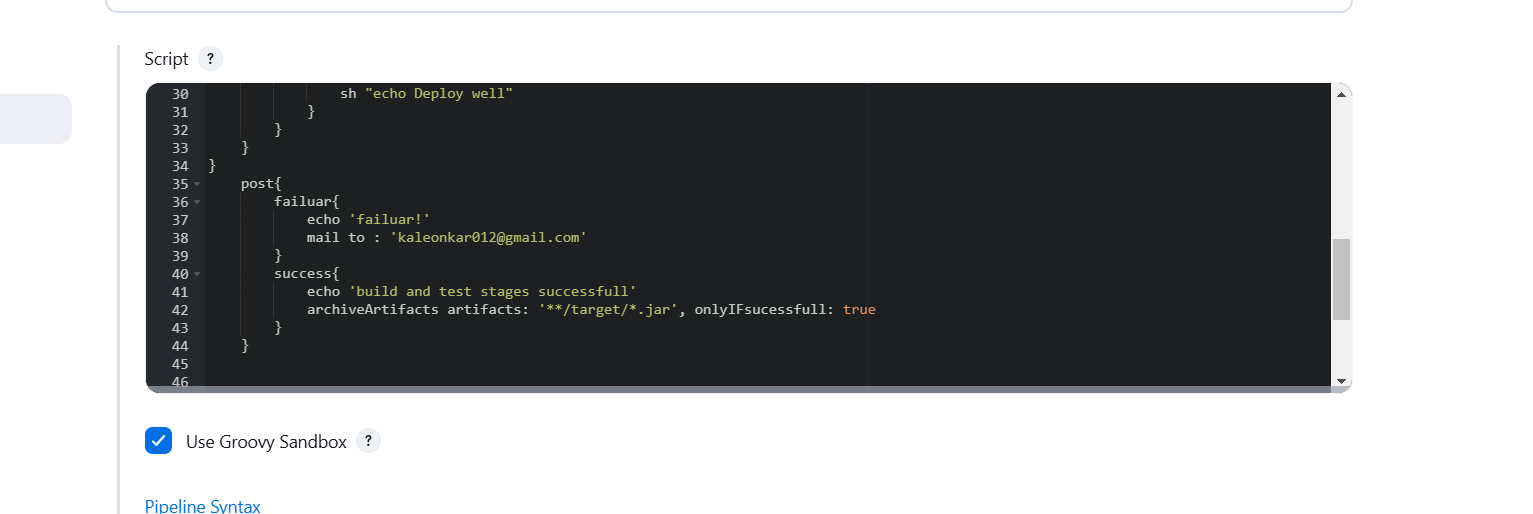 Script ?
30 sh "echo Deploy well"
31 }
32 }
33 }
34 }
35 post{
36 failuar{
37 echo 'failuar!'
38 mail to : 'kaleonkar012@gmail.com'
39 }
40 success{
41 echo 'build and test stages successfull'
42 archiveArtifacts artifacts: '**/target/*.jar', onlyIFsucessfull: true
43 }
44 }
45
46
Use Groovy Sandbox ?
Pipeline Syntax